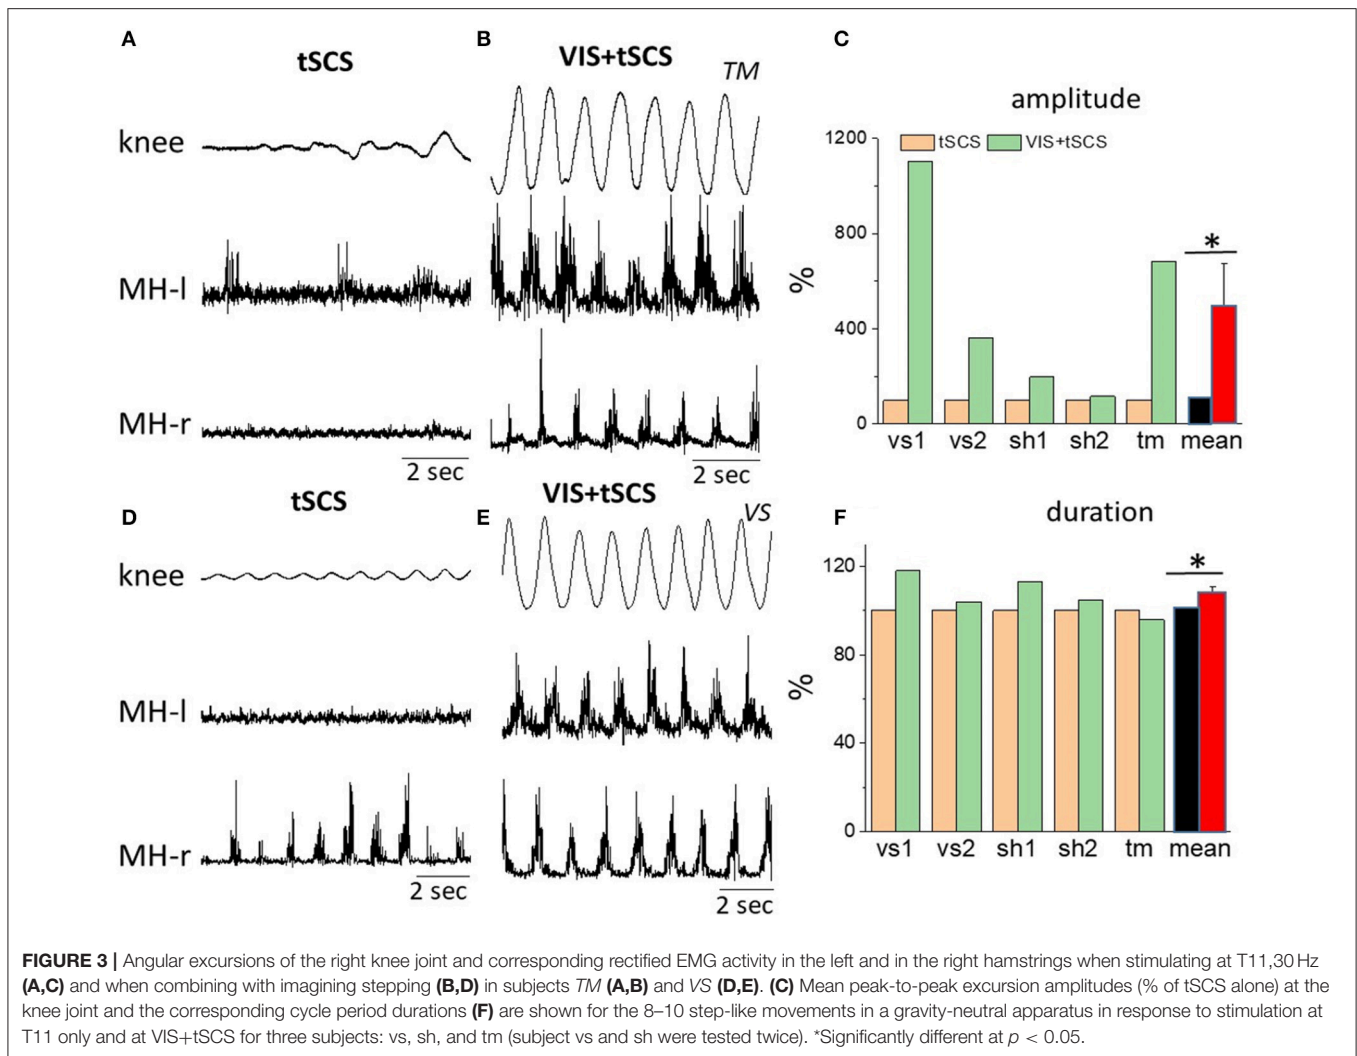 A
tSCS
B
VIS+tSCS
TM
knee
MH-l
MH-r
2 sec
2 sec
C
amplitude
tSCS
VIS+tSCS
1200
800
400
0
%
*
vs1 vs2 sh1 sh2 tm mean
D
tSCS
E
VIS+tSCS
VS
knee
MH-l
MH-r
2 sec
2 sec
F
duration
120
80
40
0
%
*
vs1 vs2 sh1 sh2 tm mean
FIGURE 3 | Angular excursions of the right knee joint and corresponding rectified EMG activity in the left and in the right hamstrings when stimulating at T11,30 Hz
(A,C) and when combining with imagining stepping (B,D) in subjects TM (A,B) and VS (D,E). (C) Mean peak-to-peak excursion amplitudes (% of tSCS alone) at the
knee joint and the corresponding cycle period durations (F) are shown for the 8–10 step-like movements in a gravity-neutral apparatus in response to stimulation at
T11 only and at VIS+tSCS for three subjects: vs, sh, and tm (subject vs and sh were tested twice). *Significantly different at p < 0.05.